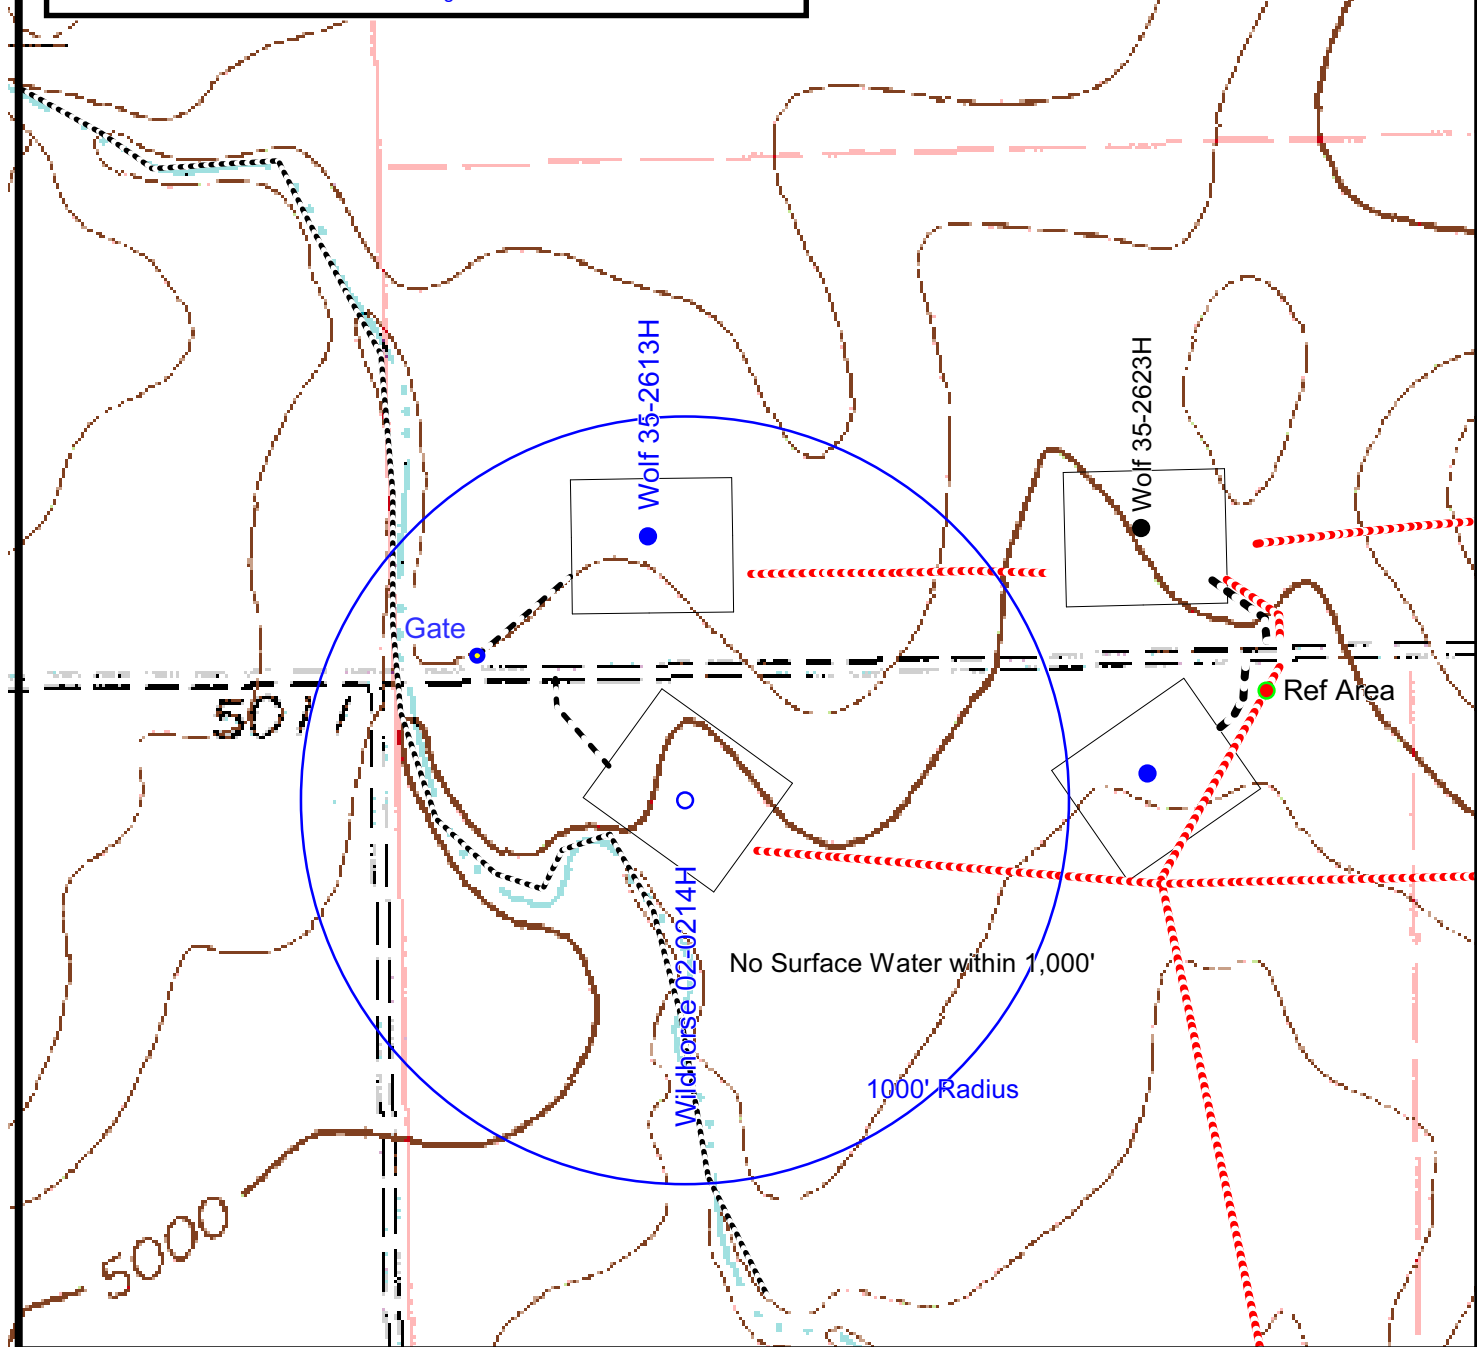 Wolf 35-2613H
Wolf 35-2623H
Gate
5077
Ref Area
Wildhorse 02-0214H
No Surface Water within 1,000'
1000' Radius
5000